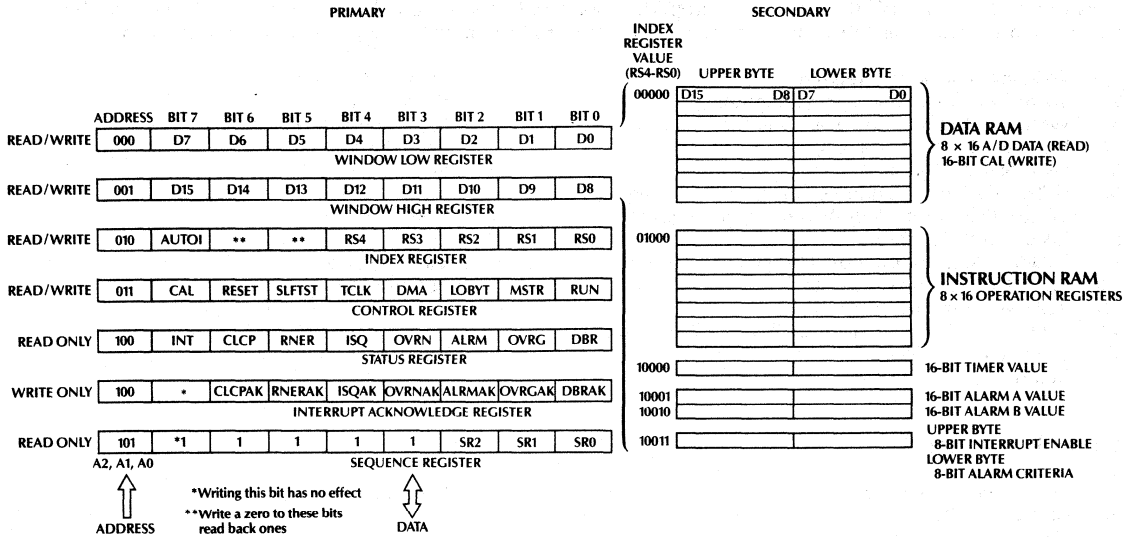 PRIMARY
SECONDARY
INDEX
REGISTER
VALUE
(RS4-RS0) UPPER BYTE LOWER BYTE
00000 D15 D8 D7 D0
ADDRESS BIT 7 BIT 6 BIT 5 BIT 4 BIT 3 BIT 2 BIT 1 BIT 0
READ/WRITE 000 D7 D6 D5 D4 D3 D2 D1 D0
WINDOW LOW REGISTER
READ/WRITE 001 D15 D14 D13 D12 D11 D10 D9 D8
WINDOW HIGH REGISTER
READ/WRITE 010 AUTOI ** ** RS4 RS3 RS2 RS1 RS0
INDEX REGISTER
READ/WRITE 011 CAL RESET SLFTST TCLK DMA LOBYT MSTR RUN
CONTROL REGISTER
READ ONLY 100 INT CLCP RNER ISQ OVRN ALRM OVRG DBR
STATUS REGISTER
WRITE ONLY 100 * CLCPAK RNERAK ISQAK OVRNAK ALRMAK OVRGAK DBRAK
INTERRUPT ACKNOWLEDGE REGISTER
READ ONLY 101 *1 1 1 1 1 SR2 SR1 SR0
A2, A1, A0
SEQUENCE REGISTER
*Writing this bit has no effect
**Write a zero to these bits
read back ones
ADDRESS
DATA
DATA RAM
8 × 16 A/D DATA (READ)
16-BIT CAL (WRITE)
01000
INSTRUCTION RAM
8 × 16 OPERATION REGISTERS
10000 16-BIT TIMER VALUE
10001 16-BIT ALARM A VALUE
10010 16-BIT ALARM B VALUE
10011 UPPER BYTE
8-BIT INTERRUPT ENABLE
LOWER BYTE
8-BIT ALARM CRITERIA